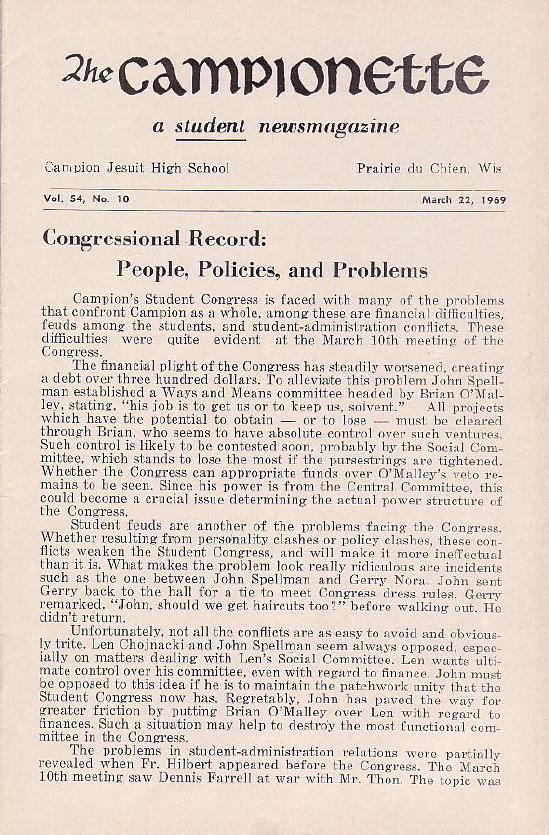 The Campionette
a student newsmagazine
Campion Jesuit High School Prairie du Chien, Wis
Vol. 54, No. 10 March 22, 1969
Congressional Record:
People, Policies, and Problems
Campion's Student Congress is faced with many of the problems
that confront Campion as a whole, among these are financial difficulties,
feuds among the students, and student-administration conflicts. These
difficulties were quite evident at the March 10th meeting of the
Congress.
The financial plight of the Congress has steadily worsened, creating
a debt over three hundred dollars. To alleviate this problem John Spell-
man established a Ways and Means committee headed by Brian O'Mal-
ley, stating, "his job is to get us or to keep us, solvent." All projects
which have the potential to obtain — or to lose — must be cleared
through Brian, who seems to have absolute control over such ventures.
Such control is likely to be contested soon, probably by the Social Com-
mittee, which stands to lose the most if the pursestrings are tightened.
Whether the Congress can appropriate funds over O'Malley's veto re-
mains to be seen. Since his power is from the Central Committee, this
could become a crucial issue determining the actual power structure of
the Congress.
Student feuds are another of the problems facing the Congress.
Whether resulting from personality clashes or policy clashes, these con-
flicts weaken the Student Congress, and will make it more ineffectual
than it is. What makes the problem look really ridiculous are incidents
such as the one between John Spellman and Gerry Nora. John sent
Gerry back to the hall for a tie to meet Congress dress rules. Gerry
remarked, "John, should we get haircuts too?" before walking out. He
didn't return.
Unfortunately, not all the conflicts are as easy to avoid and obvious-
ly trite. Len Chojnacki and John Spellman seem always opposed, espec-
ially on matters dealing with Len's Social Committee. Len wants ulti-
mate control over his committee, even with regard to finance. John must
be opposed to this idea if he is to maintain the patchwork unity that the
Student Congress now has. Regretably, John has paved the way for
greater friction by putting Brian O'Malley over Len with regard to
finances. Such a situation may help to destroy the most functional com-
mittee in the Congress.
The problems in student-administration relations were partially
revealed when Fr. Hilbert appeared before the Congress. The March
10th meeting saw Dennis Farrell at war with Mr. Thon. The topic was